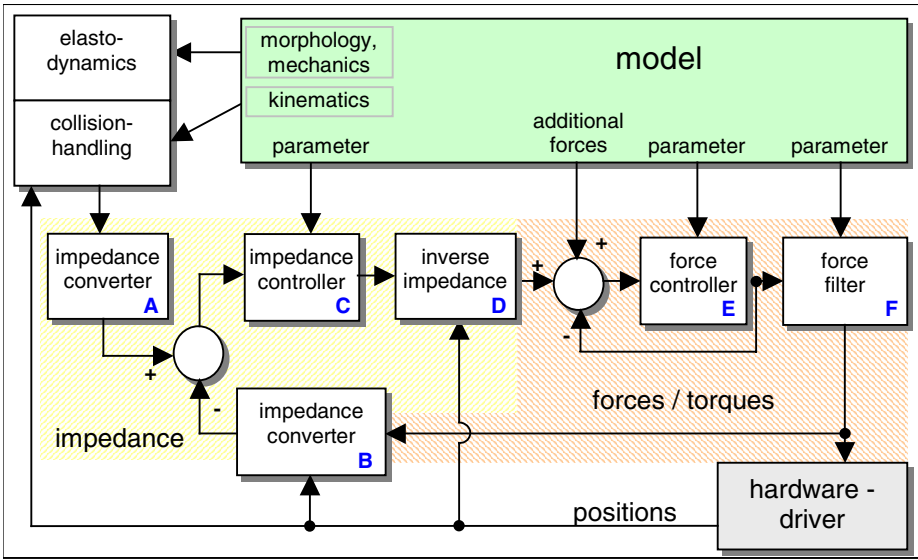 elasto-
dynamics
collision-
handling
morphology,
mechanics
kinematics
model
parameter
additional
forces
parameter
parameter
impedance
converter
A
impedance
controller
C
inverse
impedance
D
+
+
-
force
controller
E
force
filter
F
+
-
impedance
impedance
converter
B
forces / torques
positions
hardware -
driver